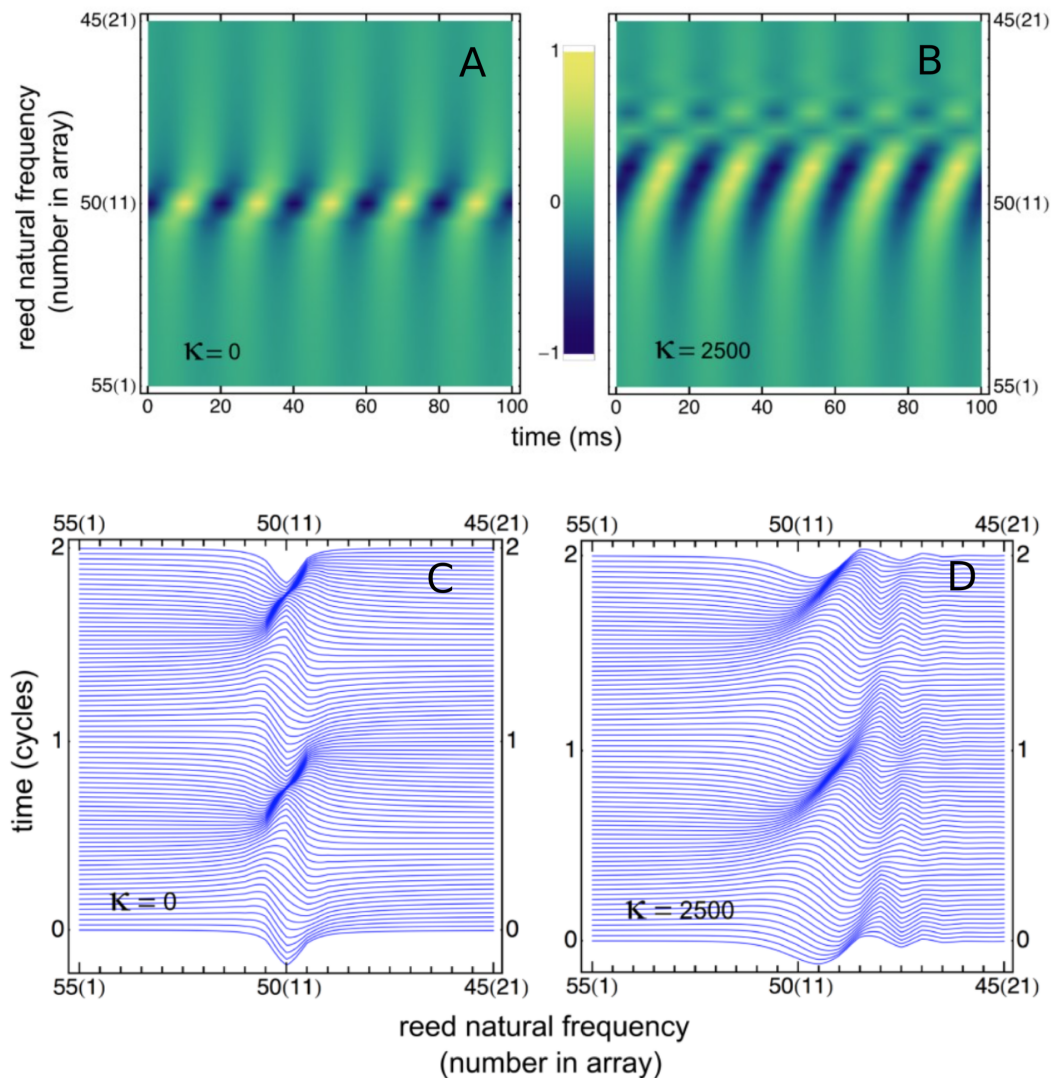 45(21)
A
1
B
45(21)
reed natural frequency
(number in array)
50(11)
0
50(11)
κ = 0
−1
κ = 2500
55(1)
55(1)
0 20 40 60 80 100
0 20 40 60 80 100
time (ms)
55(1) 50(11) 45(21)
55(1) 50(11) 45(21)
2
C
2
2
D
2
time (cycles)
1
1
1
1
κ = 0
κ = 2500
0
0
0
0
55(1) 50(11) 45(21)
55(1) 50(11) 45(21)
reed natural frequency
(number in array)